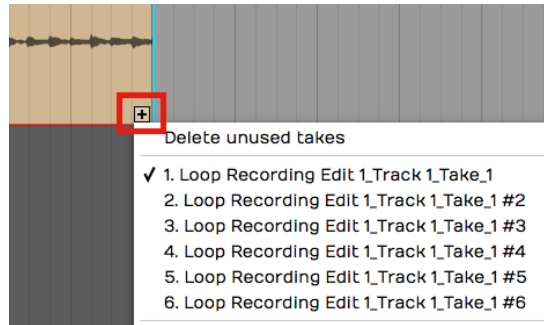 Delete unused takes
✓ 1. Loop Recording Edit 1_Track 1_Take_1
2. Loop Recording Edit 1_Track 1_Take_1 #2
3. Loop Recording Edit 1_Track 1_Take_1 #3
4. Loop Recording Edit 1_Track 1_Take_1 #4
5. Loop Recording Edit 1_Track 1_Take_1 #5
6. Loop Recording Edit 1_Track 1_Take_1 #6